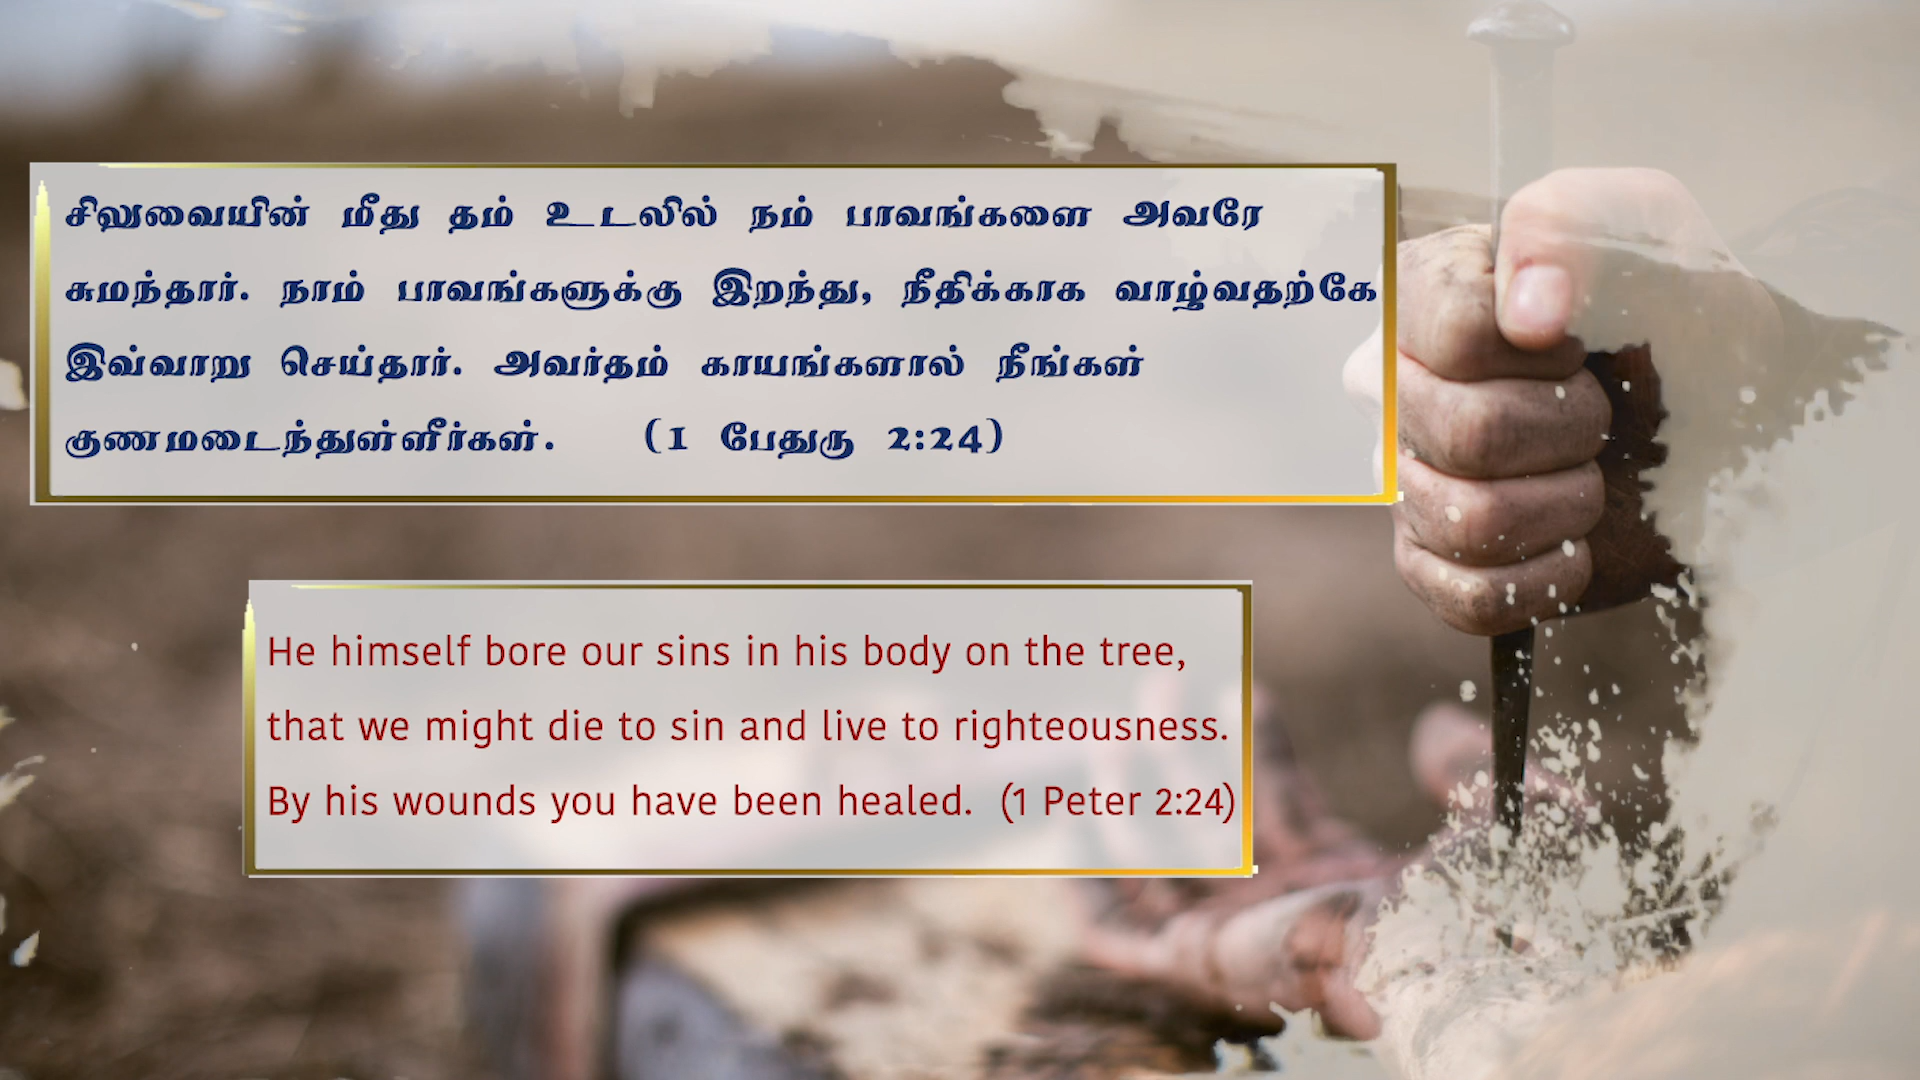 சிலுவையின் மீது தம் உடலில் நம் பாவங்களை அவரே
சுமந்தார். நாம் பாவங்களுக்கு இறந்து, நீதிக்காக வாழ்வதற்கே
இவ்வாறு செய்தார். அவர்தம் காயங்களால் நீங்கள்
குணமடைந்துள்ளீர்கள். (1 பேதுரு 2:24)
He himself bore our sins in his body on the tree,
that we might die to sin and live to righteousness.
By his wounds you have been healed. (1 Peter 2:24)